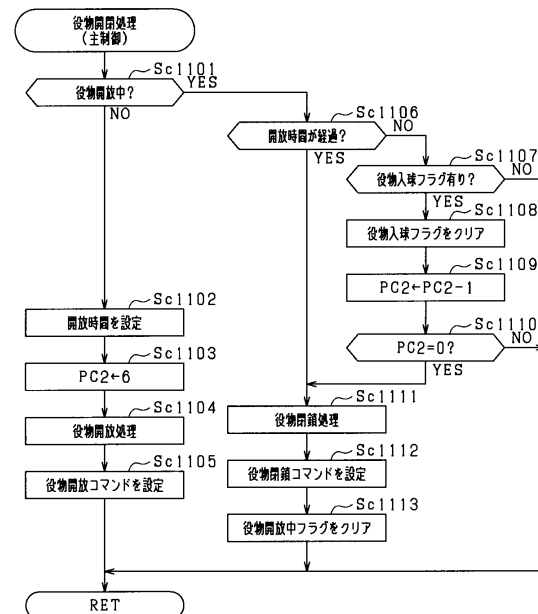 役物開閉処理
(主制御)
Sc1101
役物開放中?
YES
NO
Sc1106
開放時間が経過?
NO
YES
Sc1107
役物入球フラグ有り?
NO
YES
Sc1108
役物入球フラグをクリア
Sc1109
PC2←PC2-1
Sc1110
PC2=0?
NO
YES
Sc1102
開放時間を設定
Sc1103
PC2←6
Sc1104
役物開放処理
Sc1105
役物開放コマンドを設定
Sc1111
役物閉鎖処理
Sc1112
役物閉鎖コマンドを設定
Sc1113
役物開放中フラグをクリア
RET